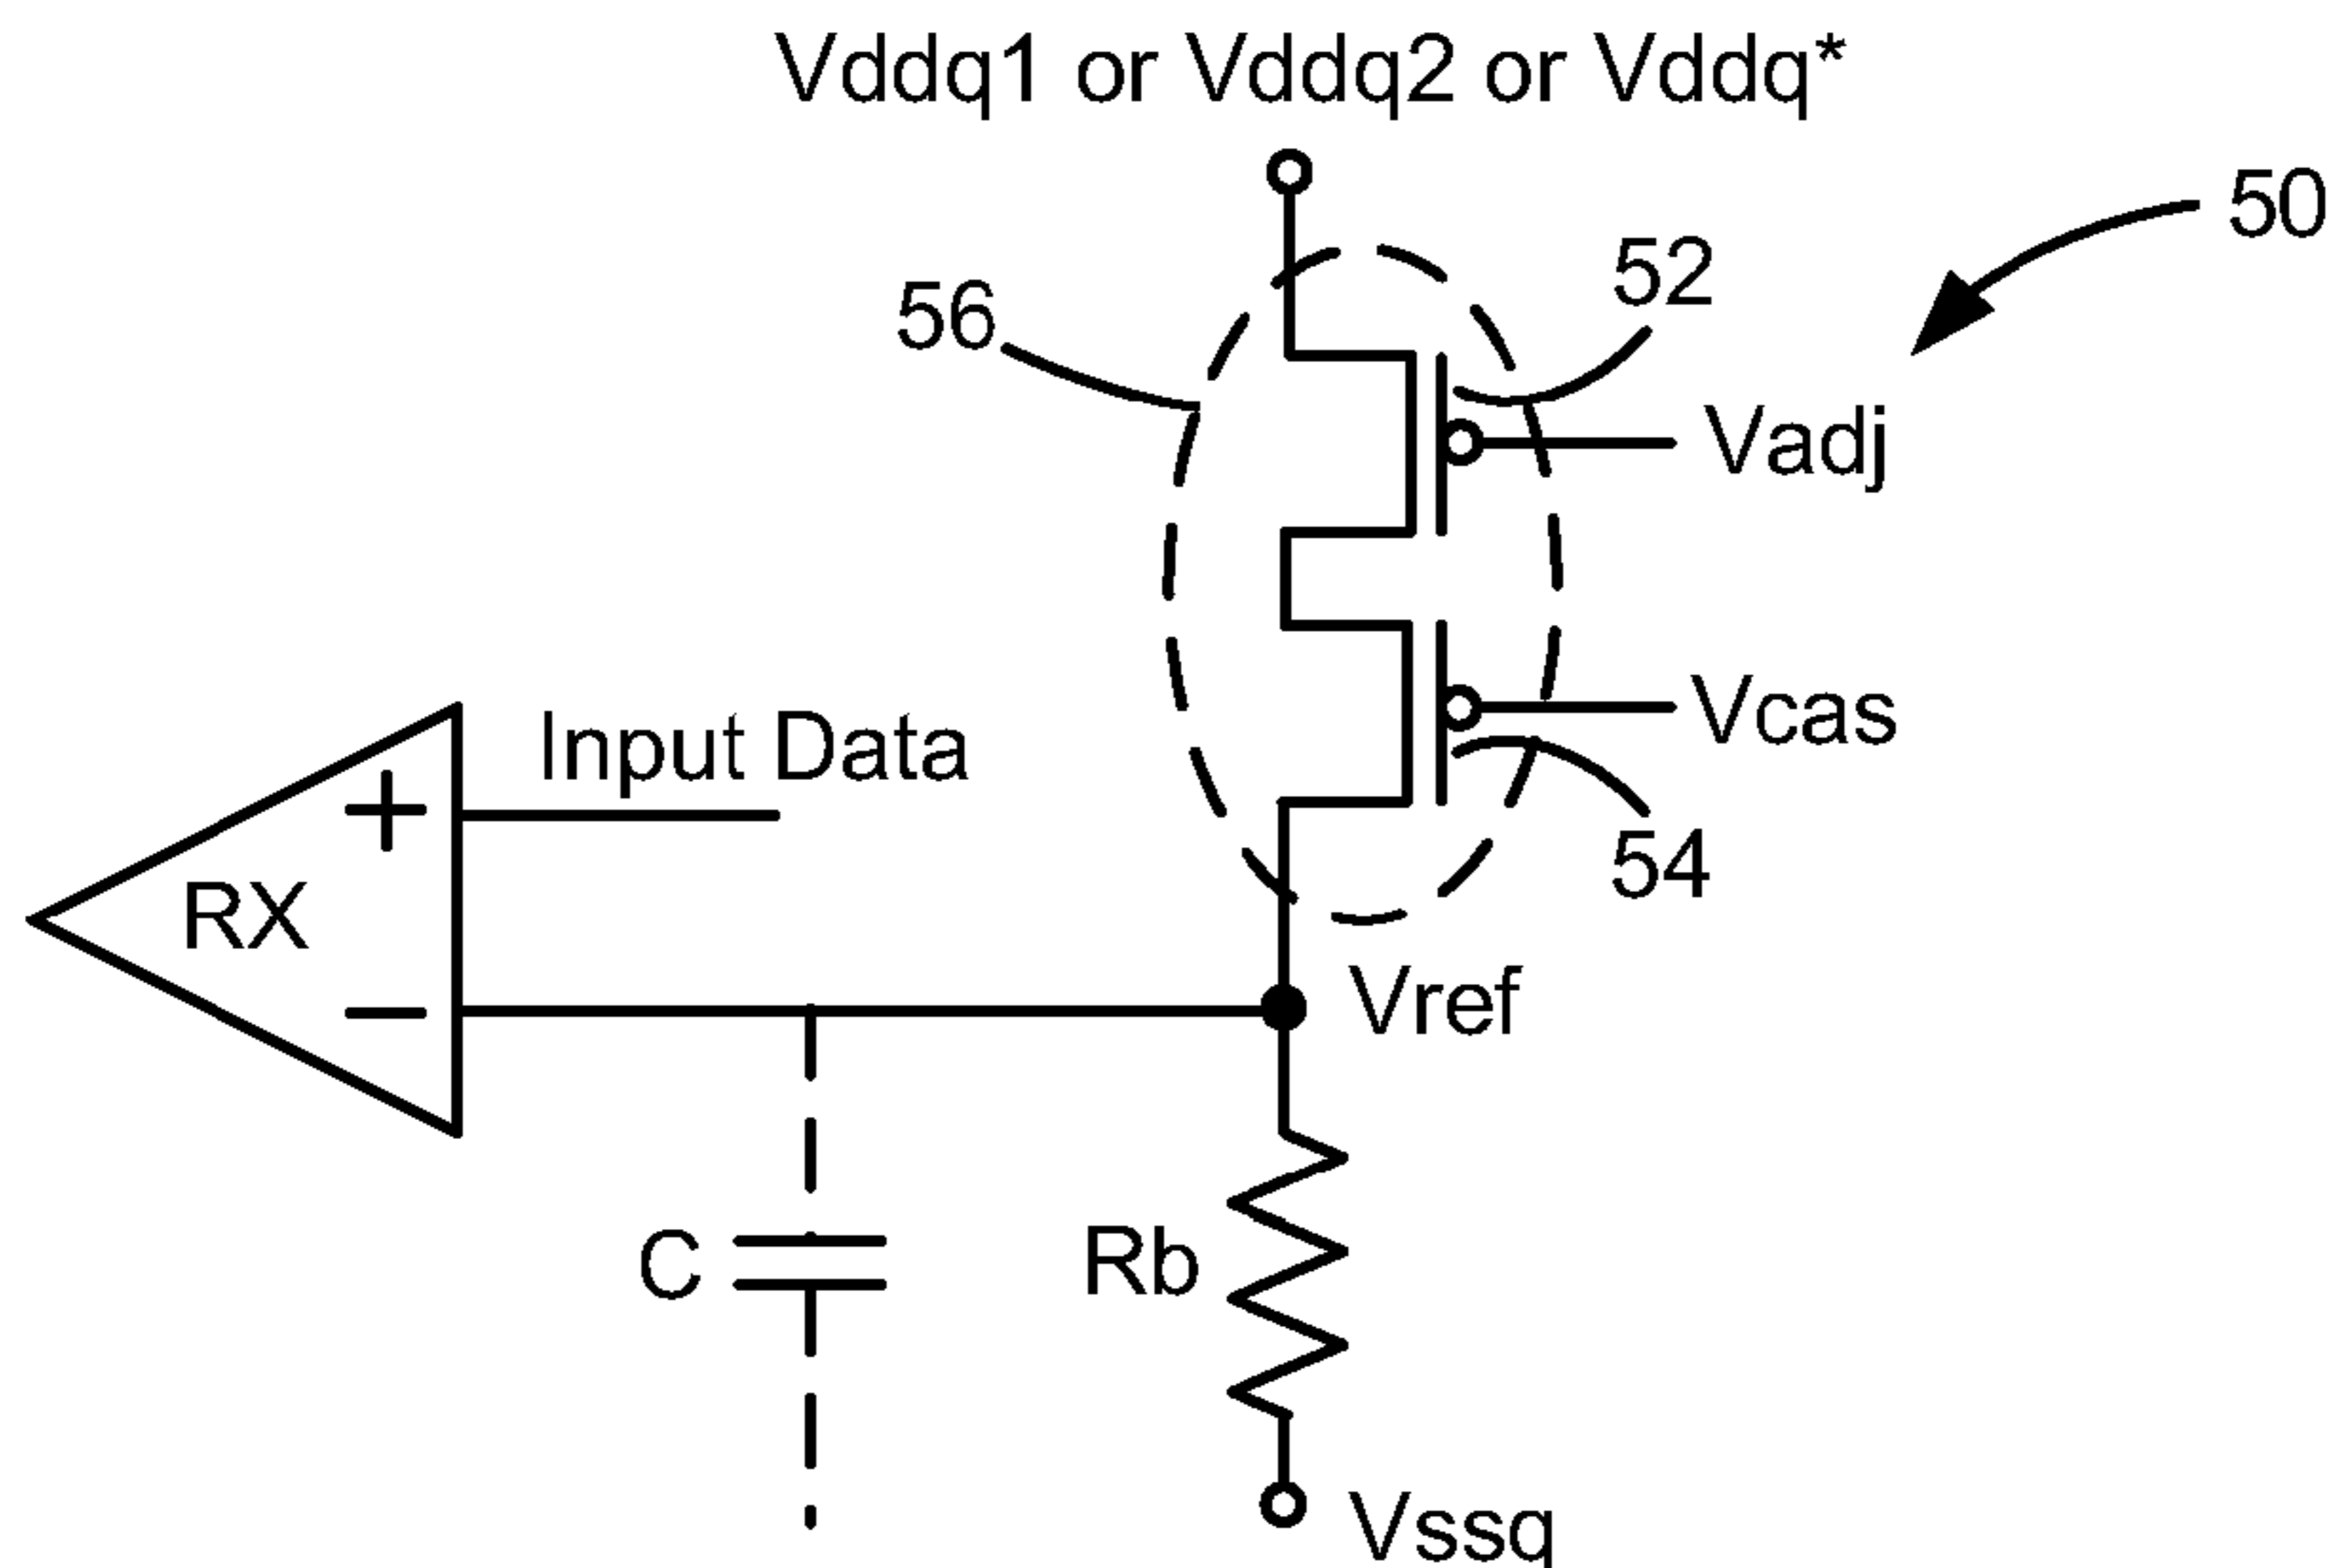 Vddq1 or Vddq2 or Vddq*
50
52
56
Vadj
Vcas
Input Data
+
RX
54
−
Vref
C
Rb
Vssq